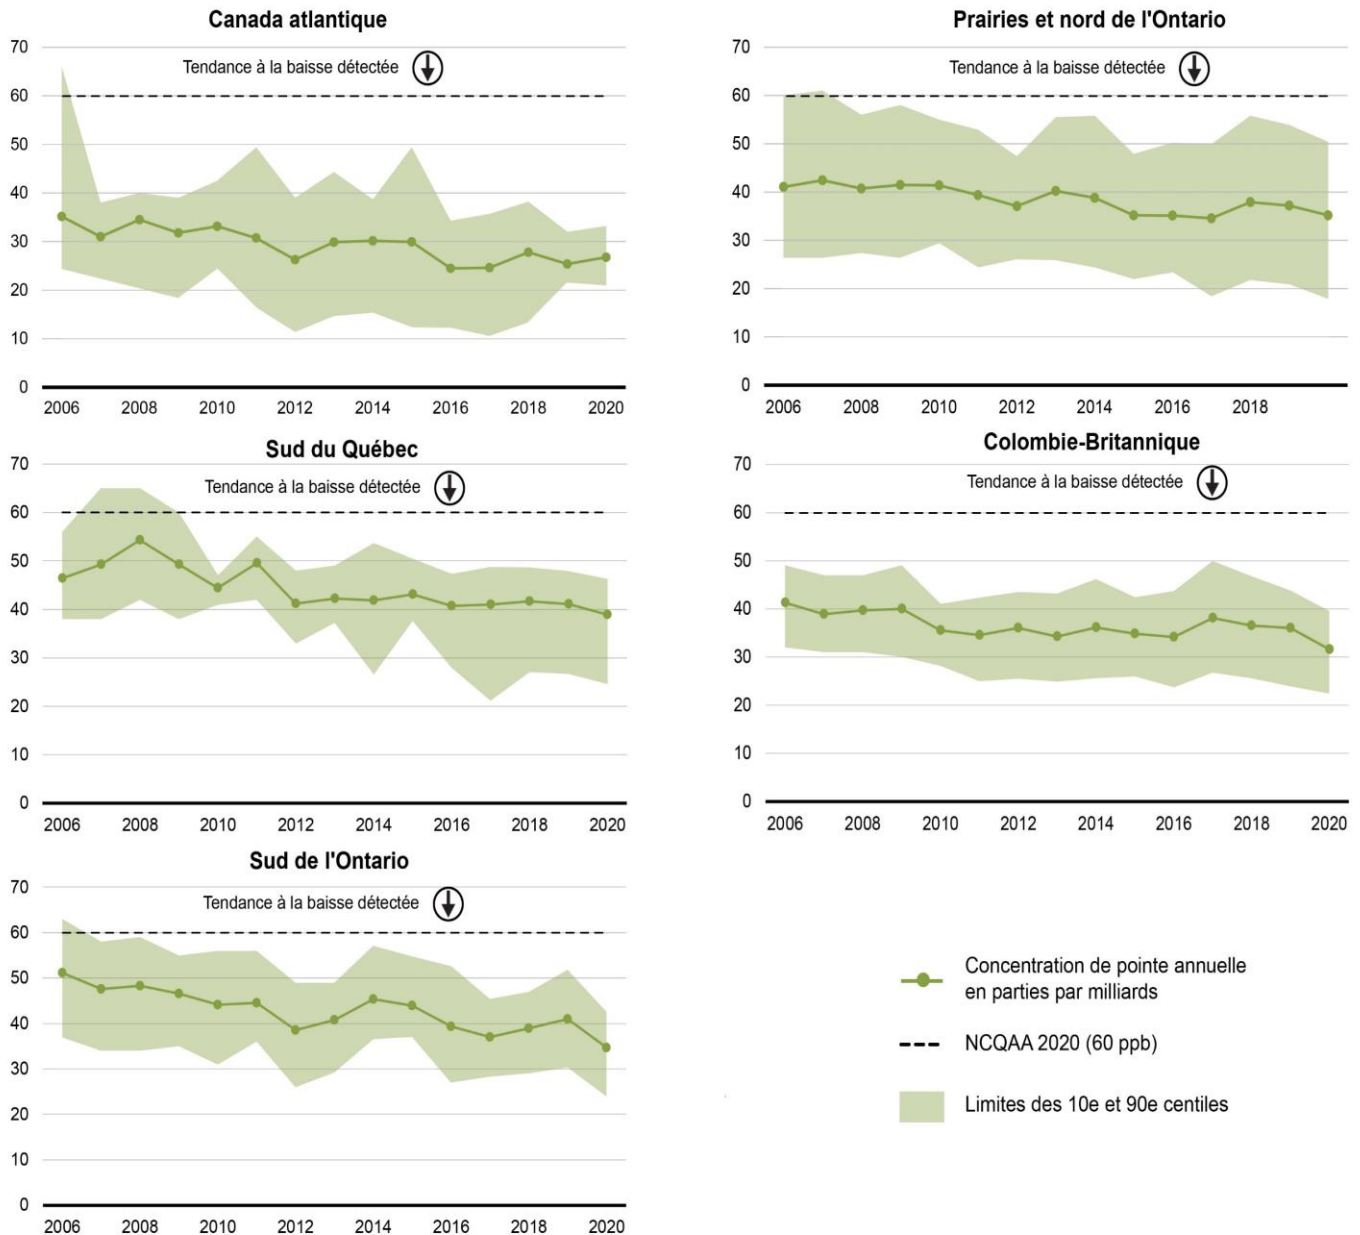 Canada atlantique
70
Tendance à la baisse détectée
60
50
40
30
20
10
0
2006 2008 2010 2012 2014 2016 2018 2020
Prairies et nord de l'Ontario
70
Tendance à la baisse détectée
60
50
40
30
20
10
0
2006 2008 2010 2012 2014 2016 2018
Sud du Québec
70
Tendance à la baisse détectée
60
50
40
30
20
10
0
2006 2008 2010 2012 2014 2016 2018 2020
Colombie-Britannique
70
Tendance à la baisse détectée
60
50
40
30
20
10
0
2006 2008 2010 2012 2014 2016 2018 2020
Sud de l'Ontario
70
Tendance à la baisse détectée
60
50
40
30
20
10
0
2006 2008 2010 2012 2014 2016 2018 2020
Concentration de pointe annuelle
en parties par milliards
NCQAA 2020 (60 ppb)
Limites des 10e et 90e centiles